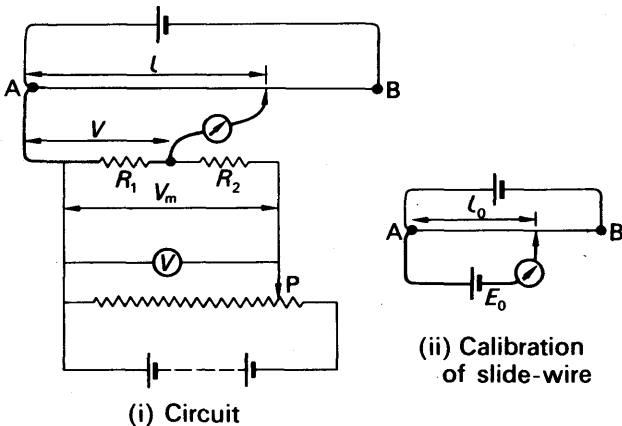 l
A
B
V
R₁
R₂
Vₘ
V
P
(i) Circuit
l₀
A
B
E₀
(ii) Calibration
of slide-wire